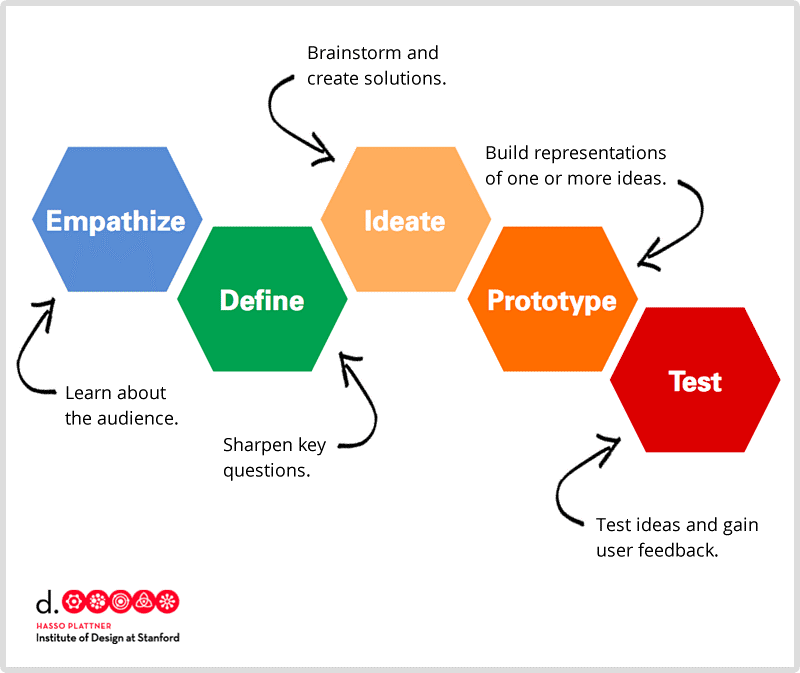 Brainstorm and
create solutions.
Build representations
of one or more ideas.
Empathize
Ideate
Define
Prototype
Test
Learn about
the audience.
Sharpen key
questions.
Test ideas and gain
user feedback.
d.
HASSO PLATTNER
Institute of Design at Stanford